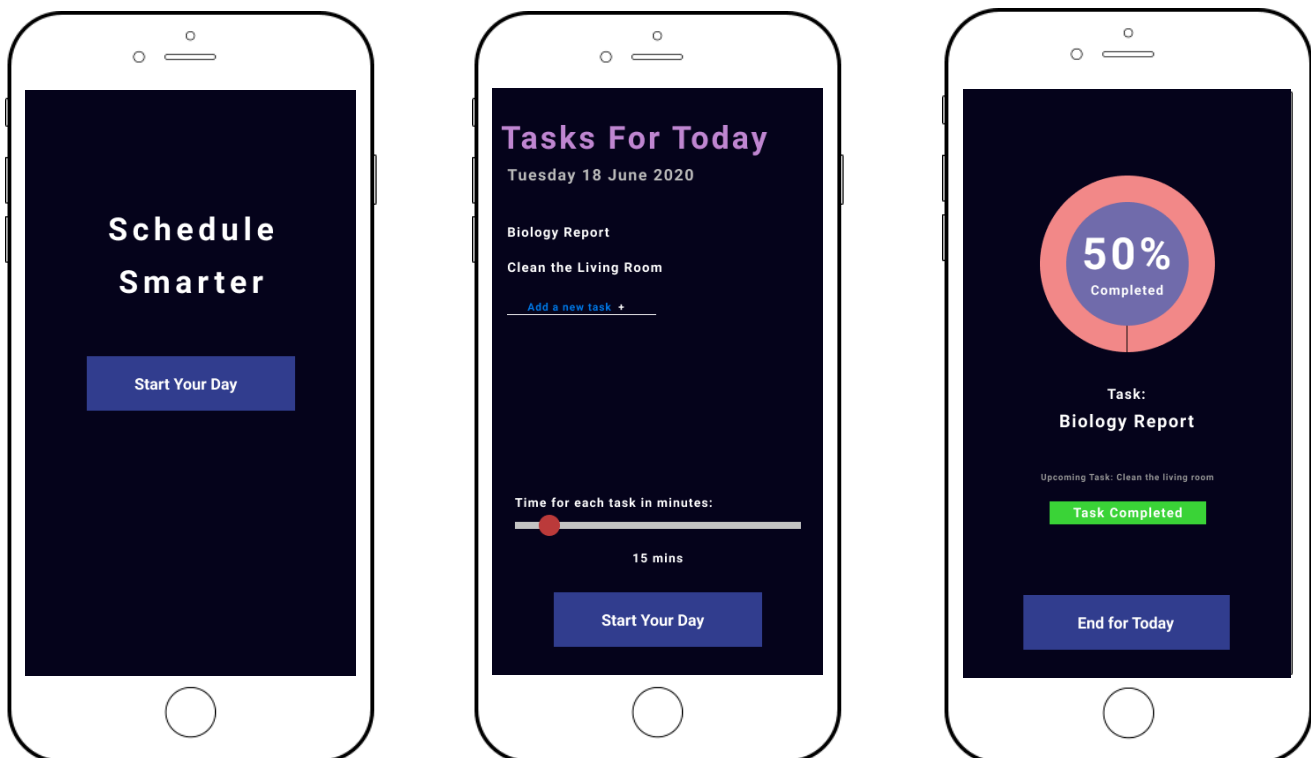 Schedule
Smarter
Start Your Day
Tasks For Today
Tuesday 18 June 2020
Biology Report
Clean the Living Room
Add a new task +
Time for each task in minutes:
15 mins
Start Your Day
50%
Completed
Task:
Biology Report
Upcoming Task: Clean the living room
Task Completed
End for Today